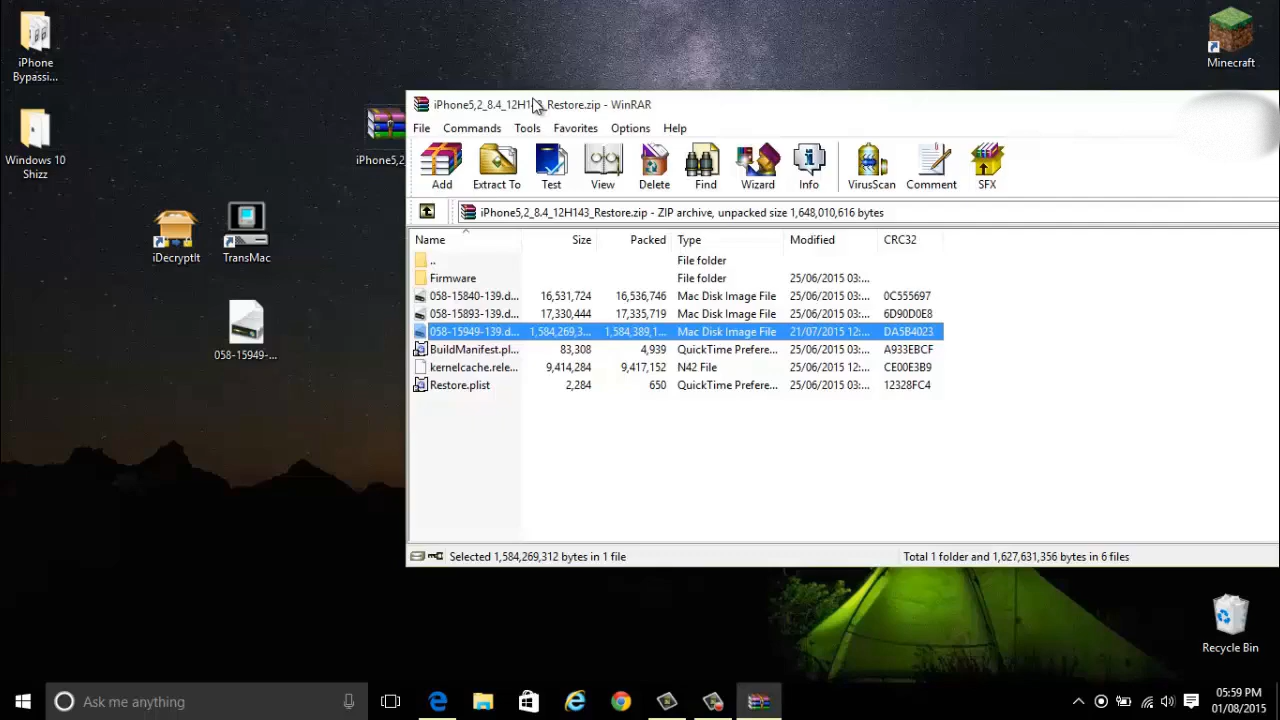 iPhone
Bypassi...
Windows 10
Shizz
iDecryptIt
TransMac
058-15949-...
iPhone5,2
Minecraft
iPhone5,2_8.4_12H143_Restore.zip - WinRAR
File Commands Tools Favorites Options Help
Add Extract To Test View Delete Find Wizard Info VirusScan Comment SFX
iPhone5,2_8.4_12H143_Restore.zip - ZIP archive, unpacked size 1,648,010,616 bytes
Name Size Packed Type Modified CRC32
.. File folder
Firmware File folder 25/06/2015 03:...
058-15840-139.d... 16,531,724 16,536,746 Mac Disk Image File 25/06/2015 03:... 0C555697
058-15893-139.d... 17,330,444 17,335,719 Mac Disk Image File 25/06/2015 03:... 6D90D0E8
058-15949-139.d... 1,584,269,3... 1,584,389,1... Mac Disk Image File 21/07/2015 12:... DA5B4023
BuildManifest.pl... 83,308 4,939 QuickTime Prefere... 25/06/2015 03:... A933EBCF
kernelcache.rele... 9,414,284 9,417,152 N42 File 25/06/2015 03:... CE00E3B9
Restore.plist 2,284 650 QuickTime Prefere... 25/06/2015 03:... 12328FC4
Selected 1,584,269,312 bytes in 1 file Total 1 folder and 1,627,631,356 bytes in 6 files
Recycle Bin
Ask me anything
05:59 PM
01/08/2015